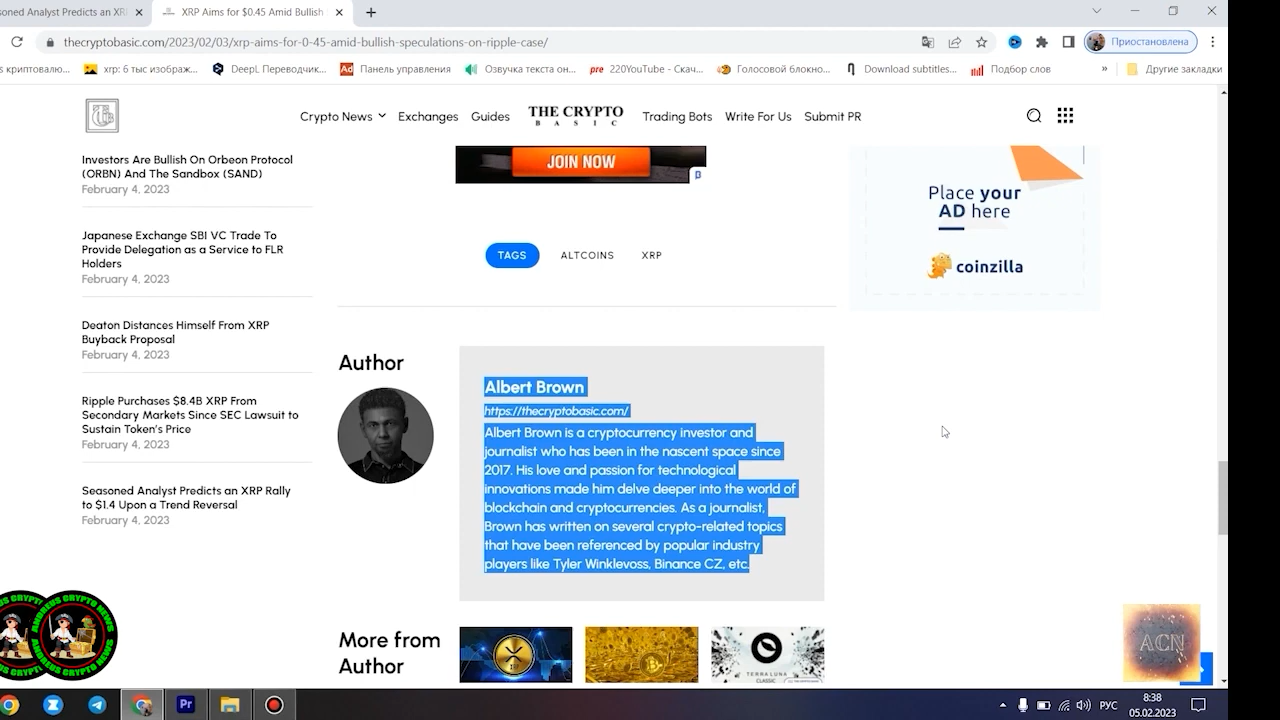 soned Analyst Predicts an XRP
XRP Aims for $0.45 Amid Bullish
thecryptobasic.com/2023/02/03/xrp-aims-for-0-45-amid-bullish-speculations-on-ripple-case/
Приостановлена
s криптовалю...
xrp: 6 тыс изображ...
DeepL Переводчик...
Панель управления
Озвучка текста он...
220YouTube - Скач...
Голосовой блокно...
Download subtitles...
Подбор слов
»
Другие закладки
Crypto News
Exchanges
Guides
THE CRYPTO
BASIC
Trading Bots
Write For Us
Submit PR
Investors Are Bullish On Orbeon Protocol
(ORBN) And The Sandbox (SAND)
February 4, 2023
Japanese Exchange SBI VC Trade To
Provide Delegation as a Service to FLR
Holders
February 4, 2023
Deaton Distances Himself From XRP
Buyback Proposal
February 4, 2023
Ripple Purchases $8.4B XRP From
Secondary Markets Since SEC Lawsuit to
Sustain Token's Price
February 4, 2023
Seasoned Analyst Predicts an XRP Rally
to $1.4 Upon a Trend Reversal
February 4, 2023
JOIN NOW
TAGS
ALTCOINS
XRP
Author
Albert Brown
https://thecryptobasic.com/
Albert Brown is a cryptocurrency investor and
journalist who has been in the nascent space since
2017. His love and passion for technological
innovations made him delve deeper into the world of
blockchain and cryptocurrencies. As a journalist,
Brown has written on several crypto-related topics
that have been referenced by popular industry
players like Tyler Winklevoss, Binance CZ, etc.
More from
Author
TERRA LUNA
CLASSIC
Place your
AD here
coinzilla
ANDREUS CRYPTO NEWS
ACN
РУС
8:38
05.02.2023